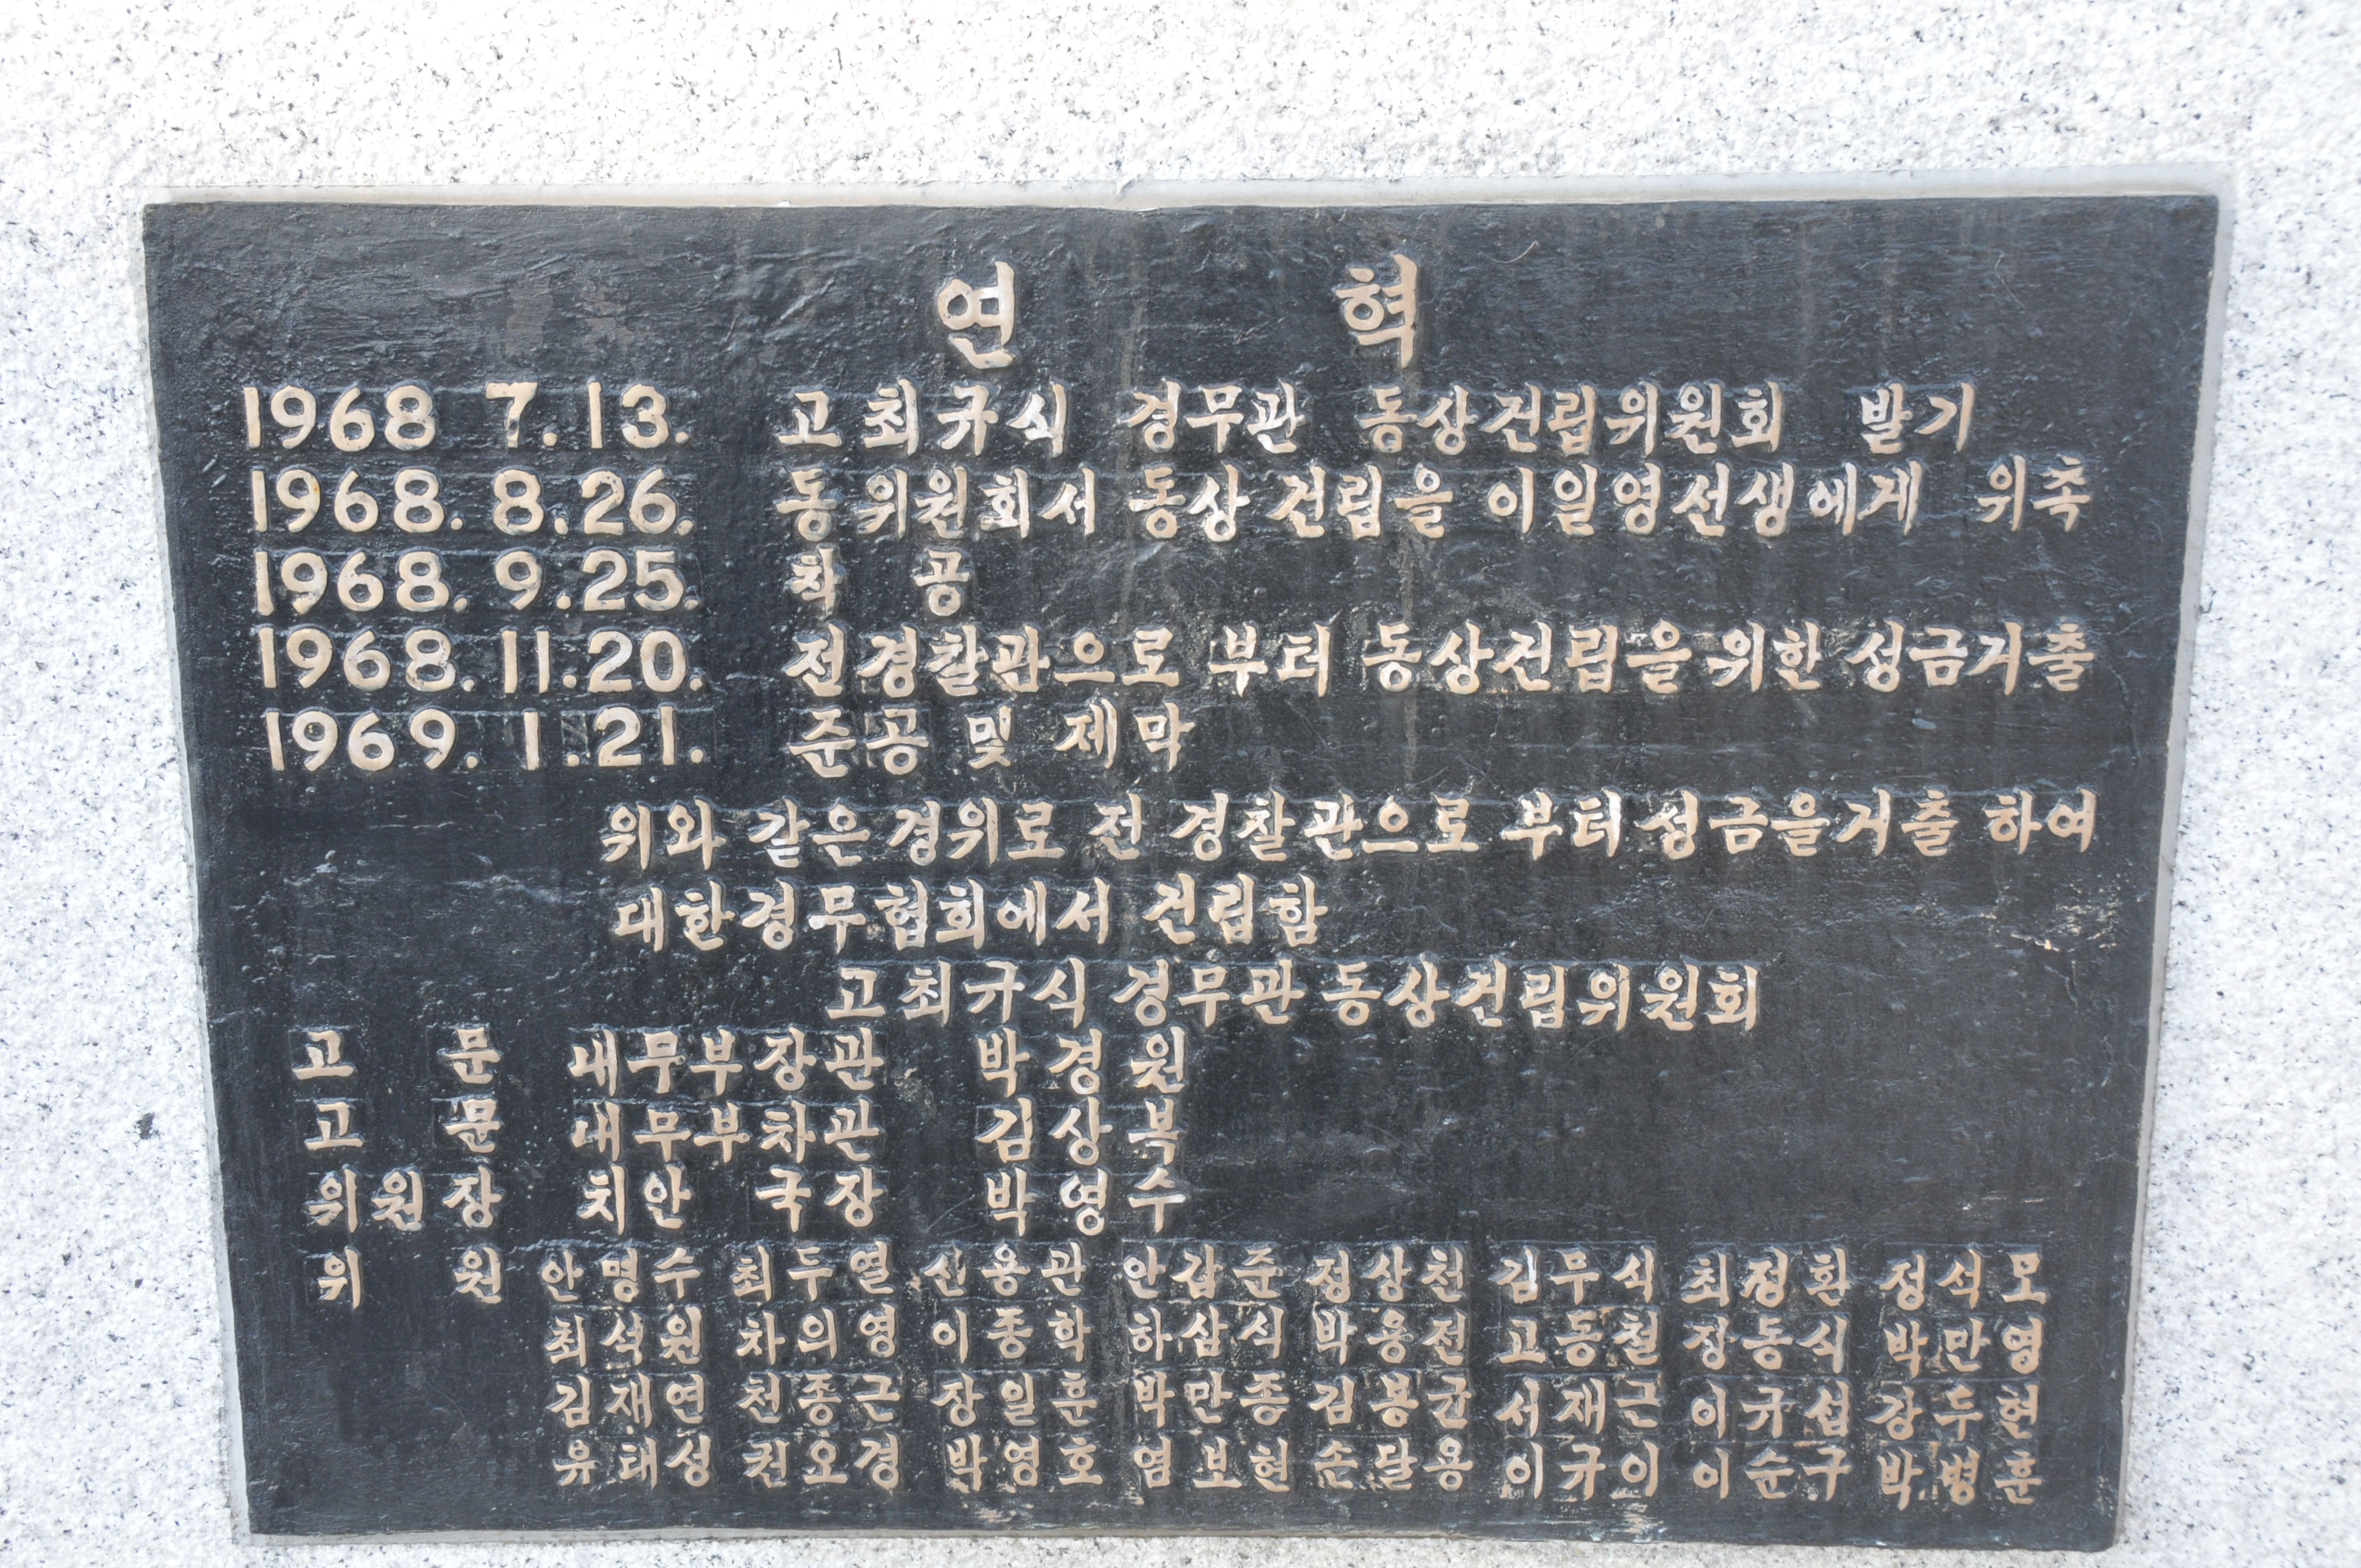 연 혁
1968 7.13. 고 최규식 경무관 동상건립위원회 발기
1968. 8.26. 동 위원회서 동상 건립을 이일영선생에게 위촉
1968. 9.25. 착 공
1968. 11.20. 전경찰관으로 부터 동상건립을 위한 성금거출
1969. 1.21. 준공 및 제막
위와 같은 경위로 전 경찰관으로 부터 성금을거출 하여
대한경무협회에서 건립함
고 최규식 경무관 동상건립위원회
고 문 내무부장관 박경원
고 문 내무부차관 김상복
위원장 치안 국장 박영수
위 원 안명수 최두열 신용관 안갑준 정상천 김무식 최정환 정석모
최석원 차의영 이종학 하삼식 박용전 고동철 장동식 박만영
김재연 천종근 장일훈 박만종 김봉균 서재근 이규섭 강두현
유태성 권오경 박영호 염보현 손달용 이규이 이순구 박병훈